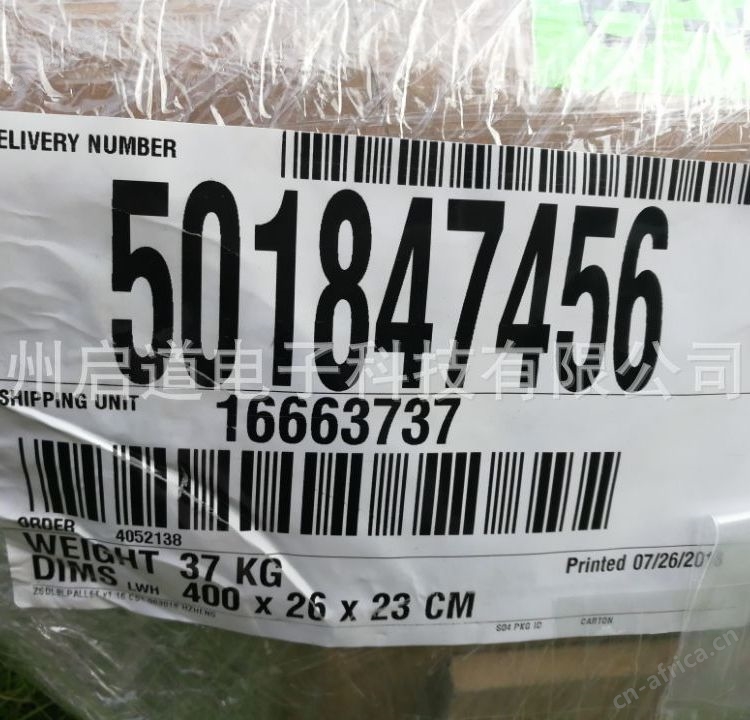 ELIVERY NUMBER
501847456
州启道电子科技有限公司
SHIPPING UNIT 16663737
ORDER 4052138
WEIGHT 37 KG
Printed 07/26/201
DIMS LWH 400 x 26 x 23 CM
S04 PKG ID CARTON
cn-africa.cn